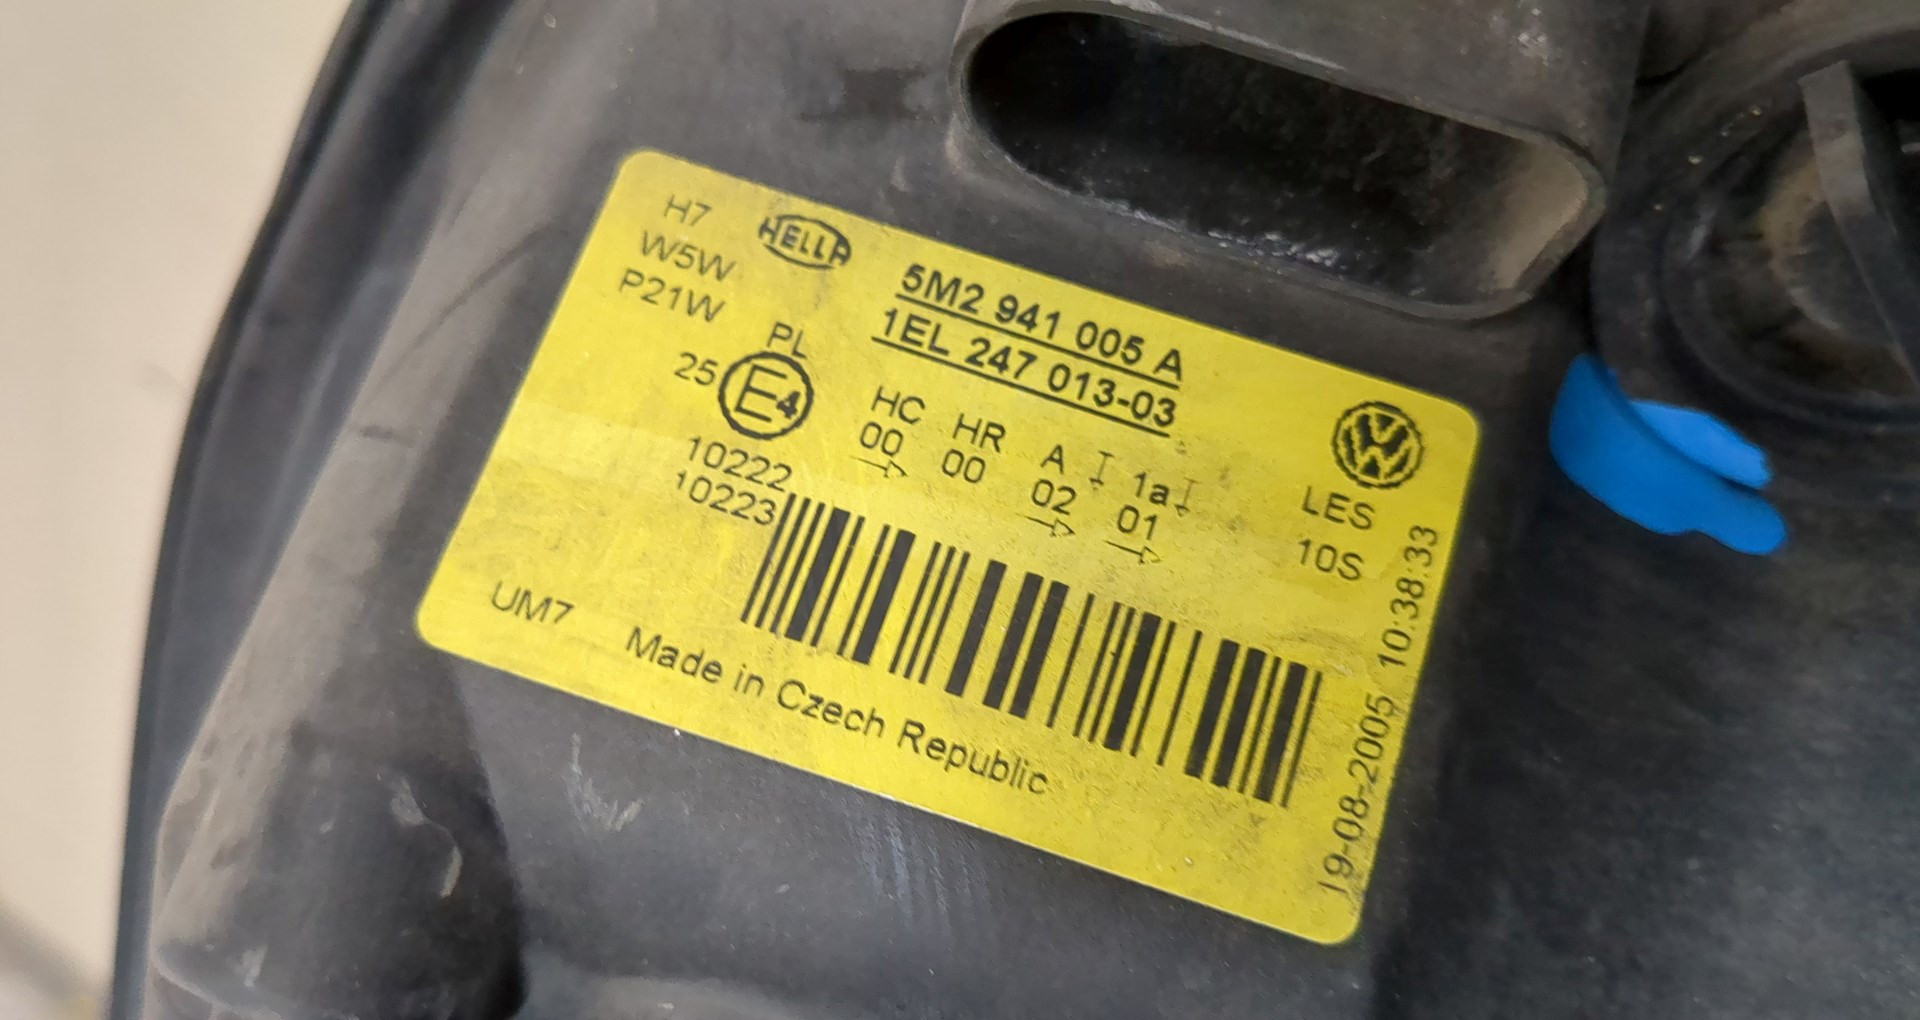 H7
W5W
P21W
HELLA
5M2 941 005 A
1EL 247 013-03
PL
25 E4
10222
10223
HC HR A 1a
00 00 02 01
VW
LES
10S
UM7
Made in Czech Republic
19-08-2005 10:38:33